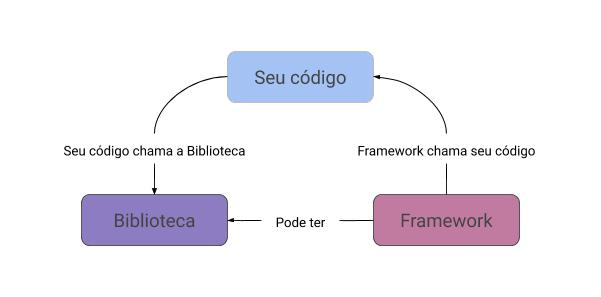 Seu código
Seu código chama a Biblioteca
Framework chama seu código
Biblioteca
Pode ter
Framework